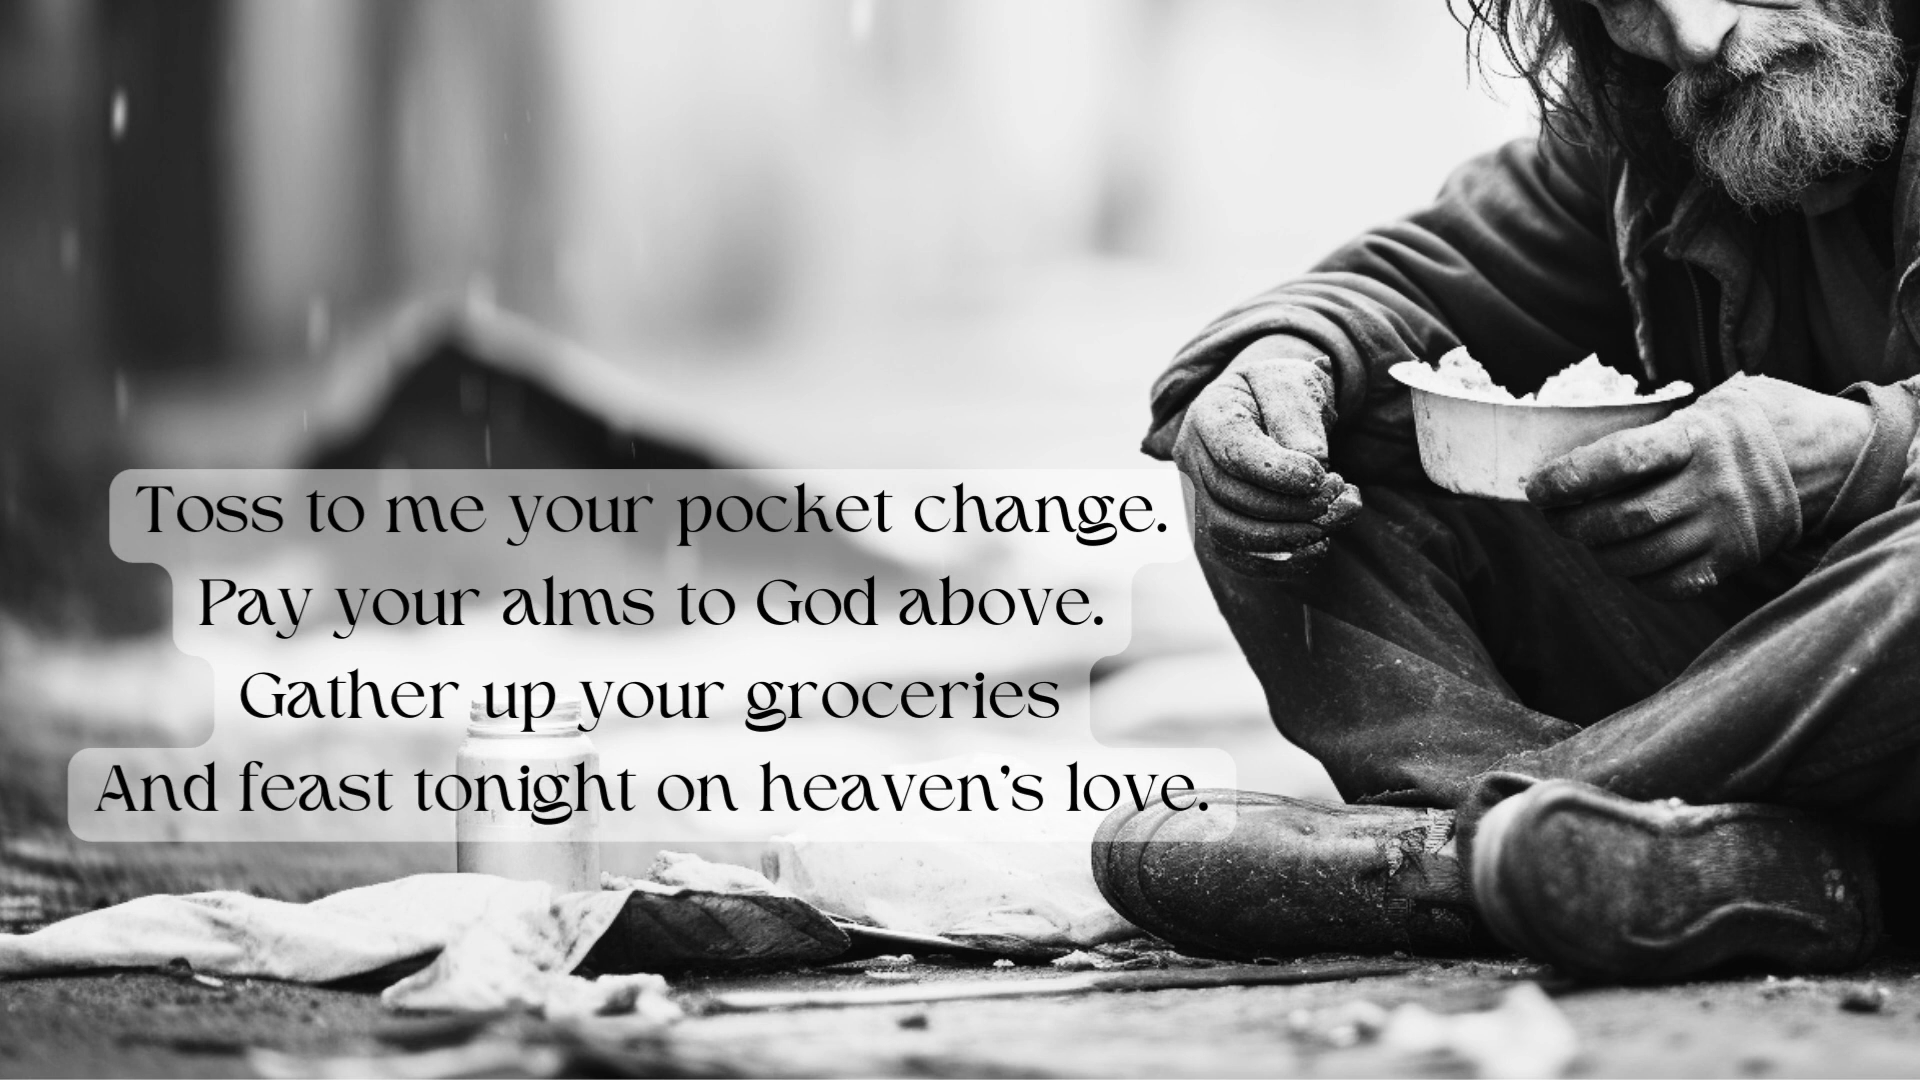 Toss to me your pocket change.
Pay your alms to God above.
Gather up your groceries
And feast tonight on heaven's love.